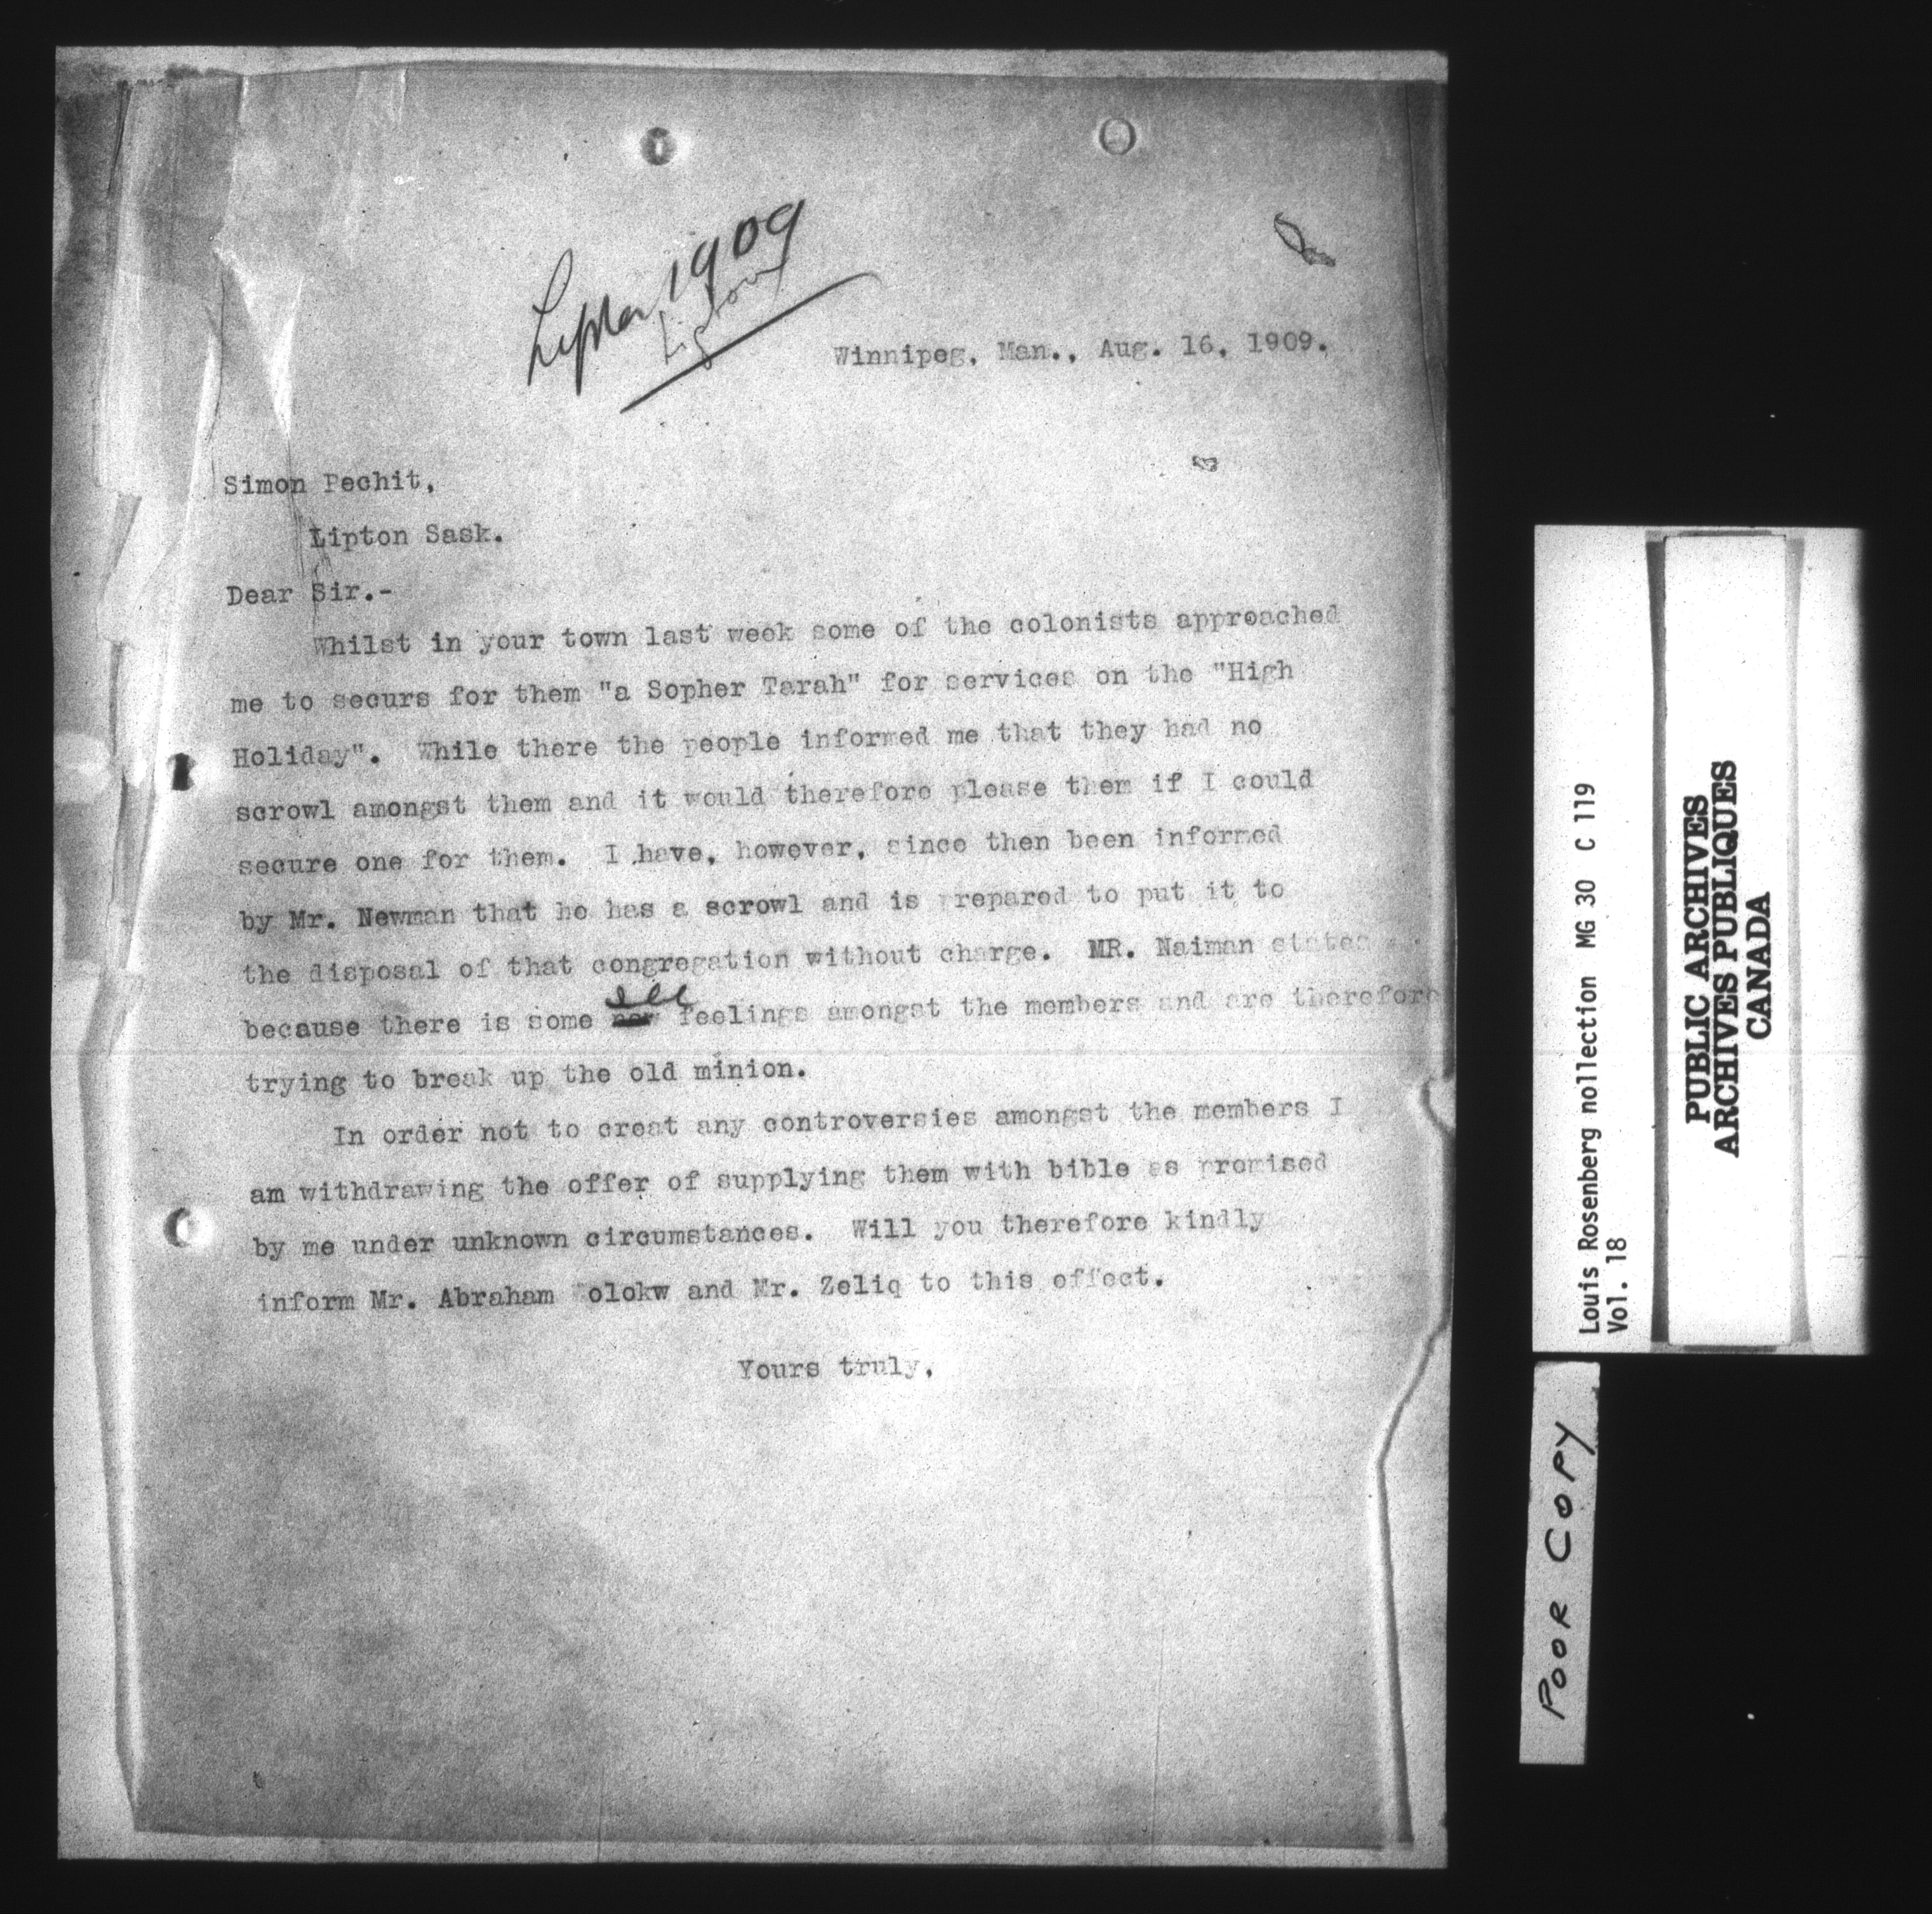 Lipton 1909
Lipton
Winnipeg, Man., Aug. 16, 1909.
Simon Pechit,
Lipton Sask.
Dear Sir.-
Whilst in your town last week some of the colonists approached
me to securs for them "a Sopher Tarah" for services on the "High
Holiday". While there the people informed me that they had no
scrowl amongst them and it would therefore please them if I could
secure one for them. I have, however, since then been informed
by Mr. Newman that he has a scrowl and is prepared to put it to
the disposal of that congregation without charge. MR. Naiman states
because there is some ill feelings amongst the members and are therefore
trying to break up the old minion.
In order not to creat any controversies amongst the members I
am withdrawing the offer of supplying them with bible as promised
by me under unknown circumstances. Will you therefore kindly
inform Mr. Abraham olokw and Mr. Zeliq to this effect.
Yours truly,
Louis Rosenberg nollection MG 30 C 119
Vol. 18
PUBLIC ARCHIVES
ARCHIVES PUBLIQUES
CANADA
POOR COPY